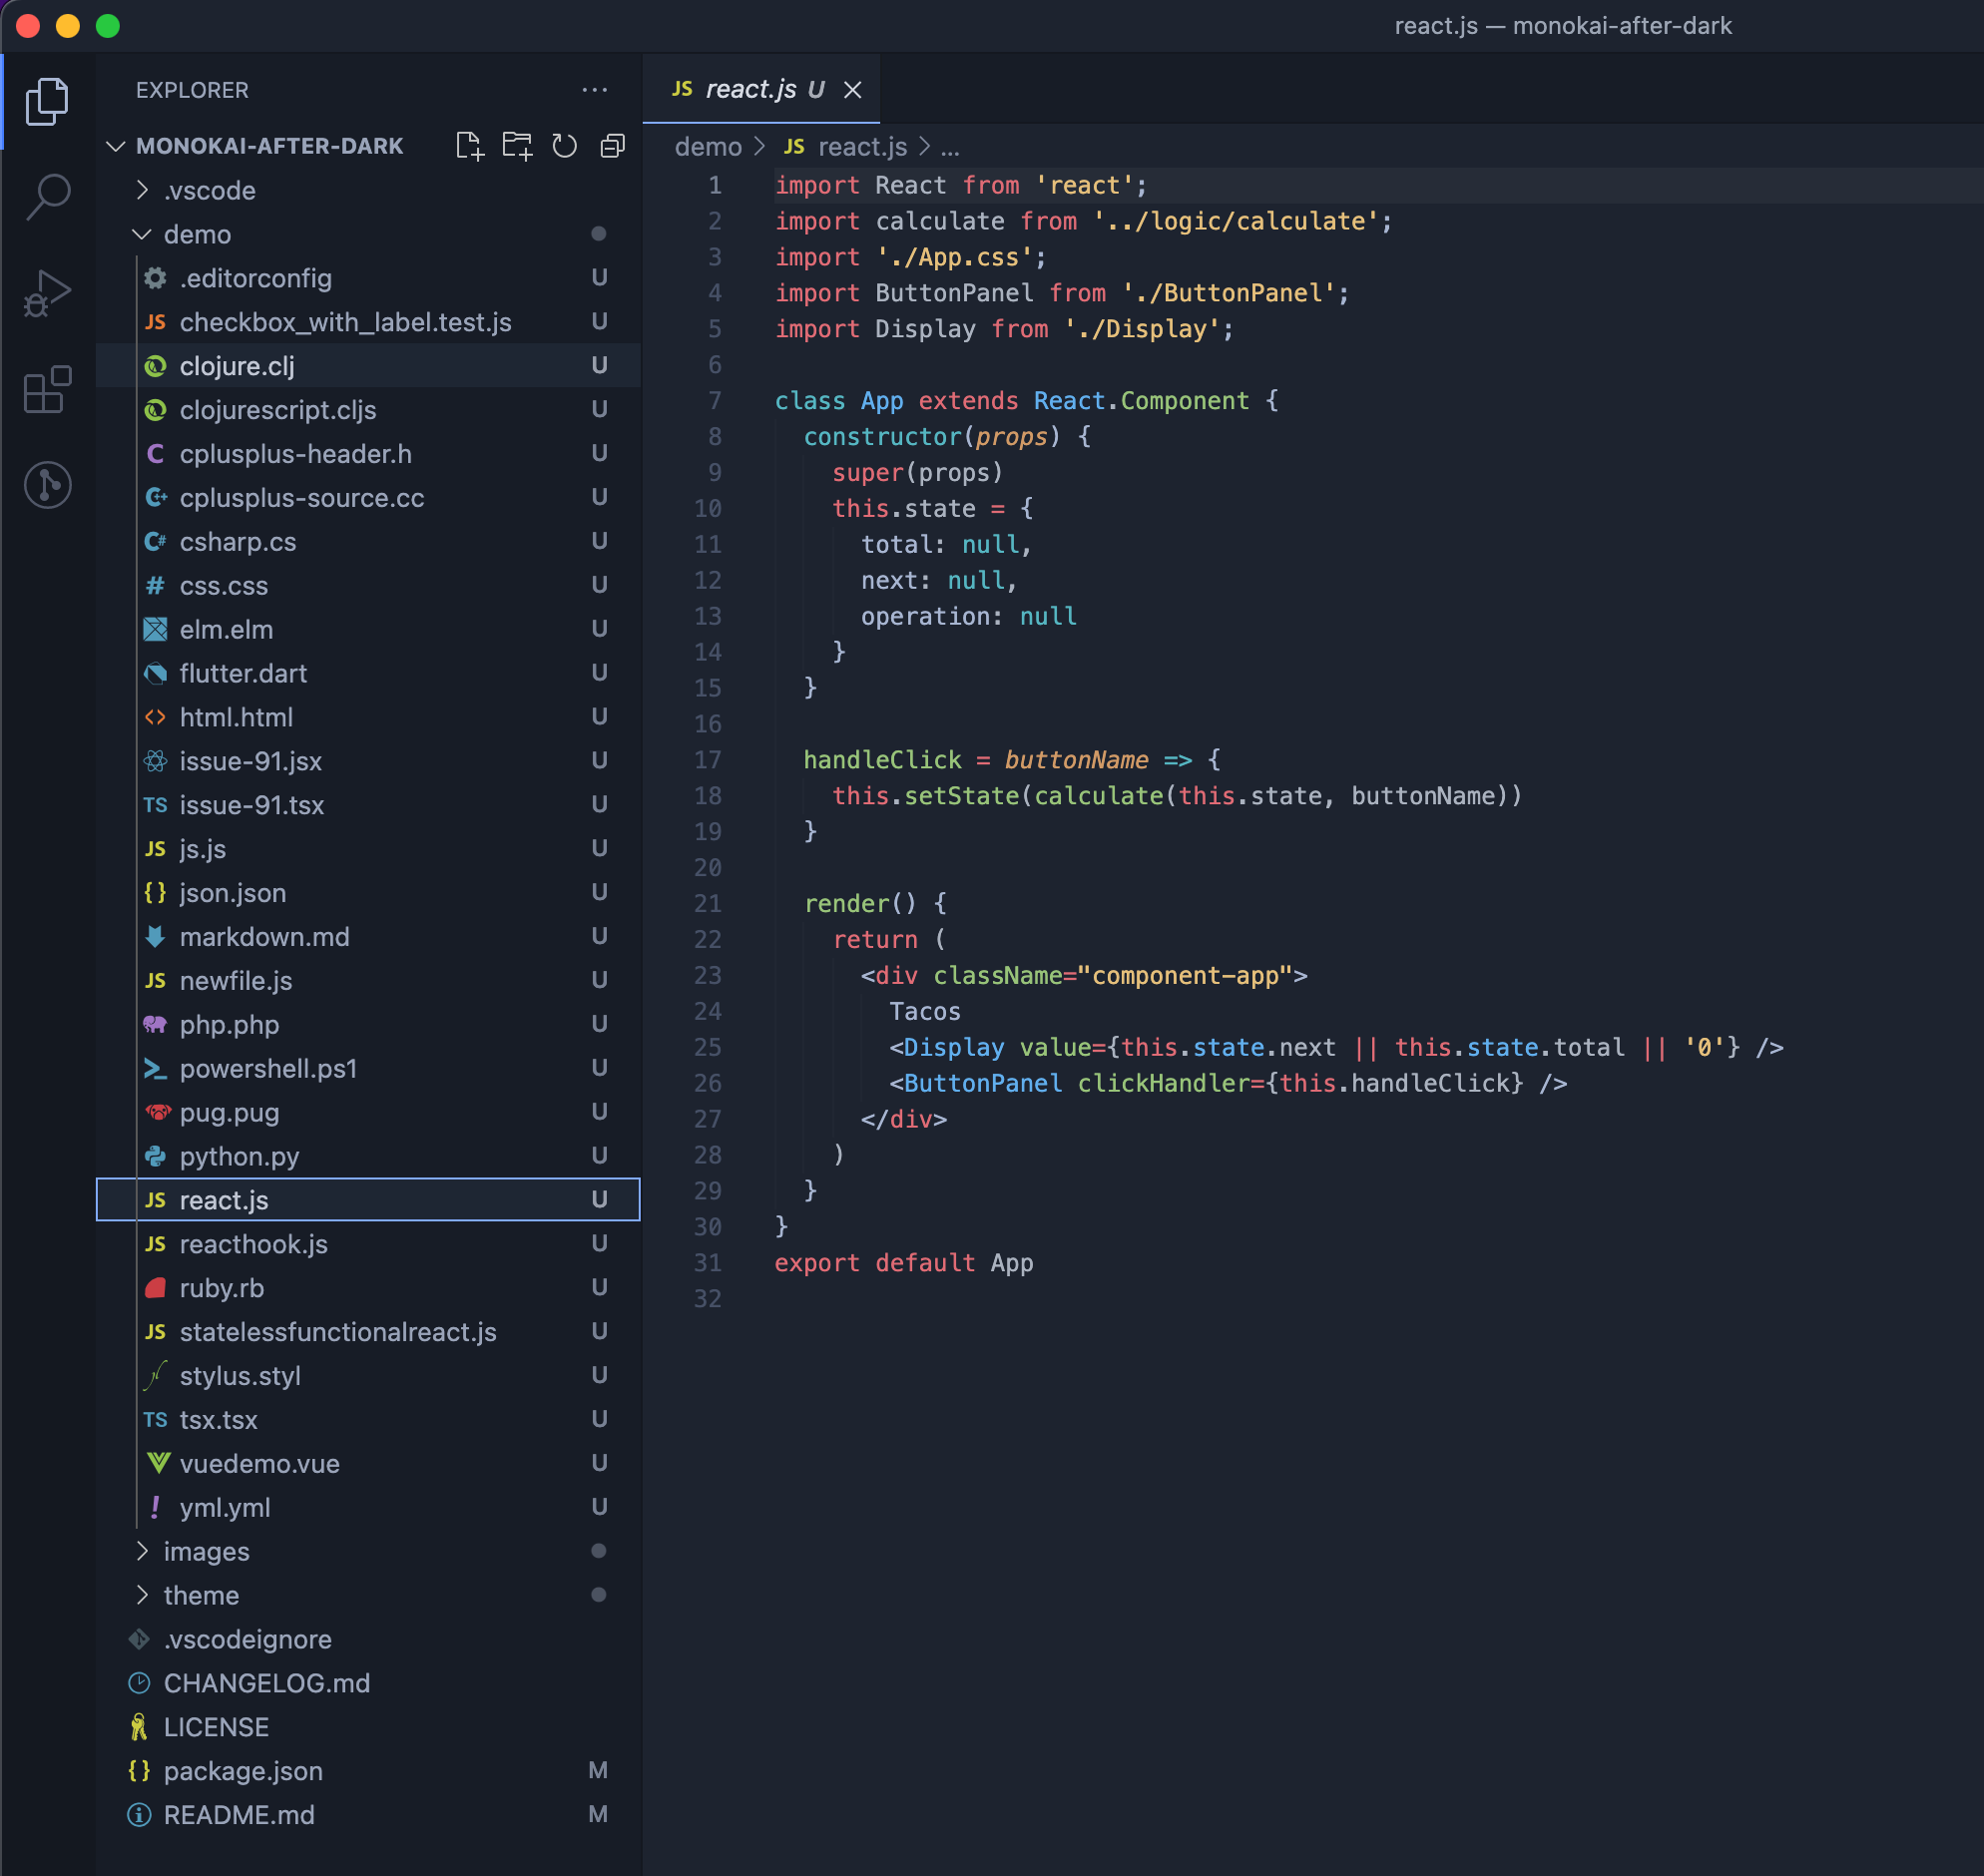 react.js — monokai-after-dark
EXPLORER
MONOKAI-AFTER-DARK
.vscode
demo
.editorconfig U
JS checkbox_with_label.test.js U
clojure.clj U
clojurescript.cljs U
C cplusplus-header.h U
C++ cplusplus-source.cc U
C# csharp.cs U
# css.css U
elm.elm U
flutter.dart U
<> html.html U
issue-91.jsx U
TS issue-91.tsx U
JS js.js U
{} json.json U
markdown.md U
JS newfile.js U
php.php U
powershell.ps1 U
pug.pug U
python.py U
JS react.js U
JS reacthook.js U
ruby.rb U
JS statelessfunctionalreact.js U
stylus.styl U
TS tsx.tsx U
vuedemo.vue U
! yml.yml U
images
theme
.vscodeignore
CHANGELOG.md
LICENSE
{} package.json M
README.md M
JS react.js U
demo > JS react.js > ...
1 import React from 'react';
2 import calculate from '../logic/calculate';
3 import './App.css';
4 import ButtonPanel from './ButtonPanel';
5 import Display from './Display';
6
7 class App extends React.Component {
8   constructor(props) {
9     super(props)
10     this.state = {
11       total: null,
12       next: null,
13       operation: null
14     }
15   }
16
17   handleClick = buttonName => {
18     this.setState(calculate(this.state, buttonName))
19   }
20
21   render() {
22     return (
23       <div className="component-app">
24         Tacos
25         <Display value={this.state.next || this.state.total || '0'} />
26         <ButtonPanel clickHandler={this.handleClick} />
27       </div>
28     )
29   }
30 }
31 export default App
32